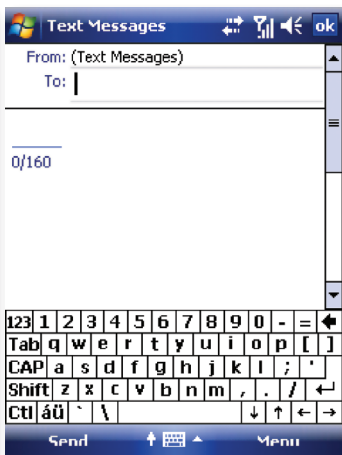 Text Messages ok
From: (Text Messages)
To:
0/160
123 1 2 3 4 5 6 7 8 9 0 - =
Tab q w e r t y u i o p [ ]
CAP a s d f g h j k l ; '
Shift z x c v b n m , . /
Ctl áü ` \
Send Menu